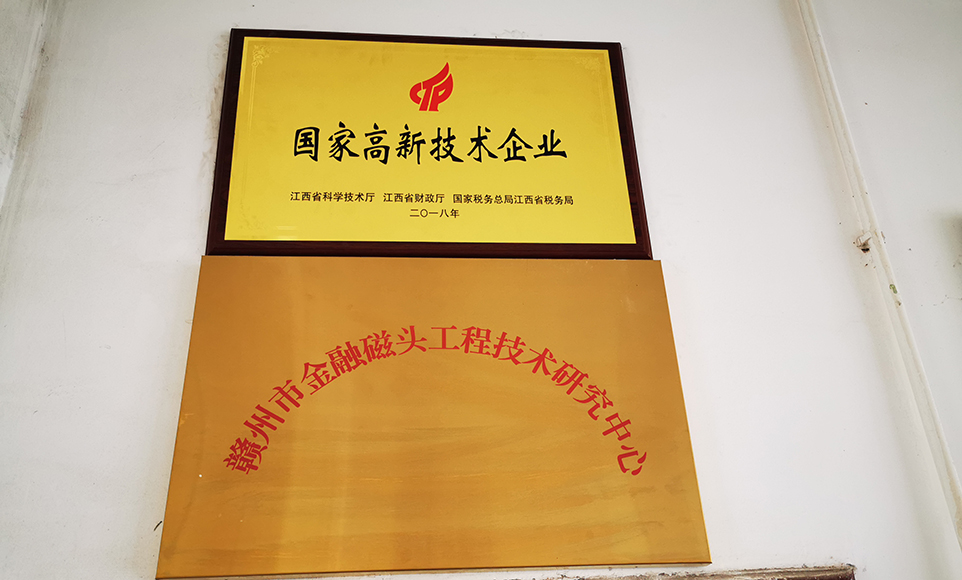 国家高新技术企业
江西省科学技术厅 江西省财政厅 国家税务总局江西省税务局
二〇一八年
赣州市金融磁头工程技术研究中心